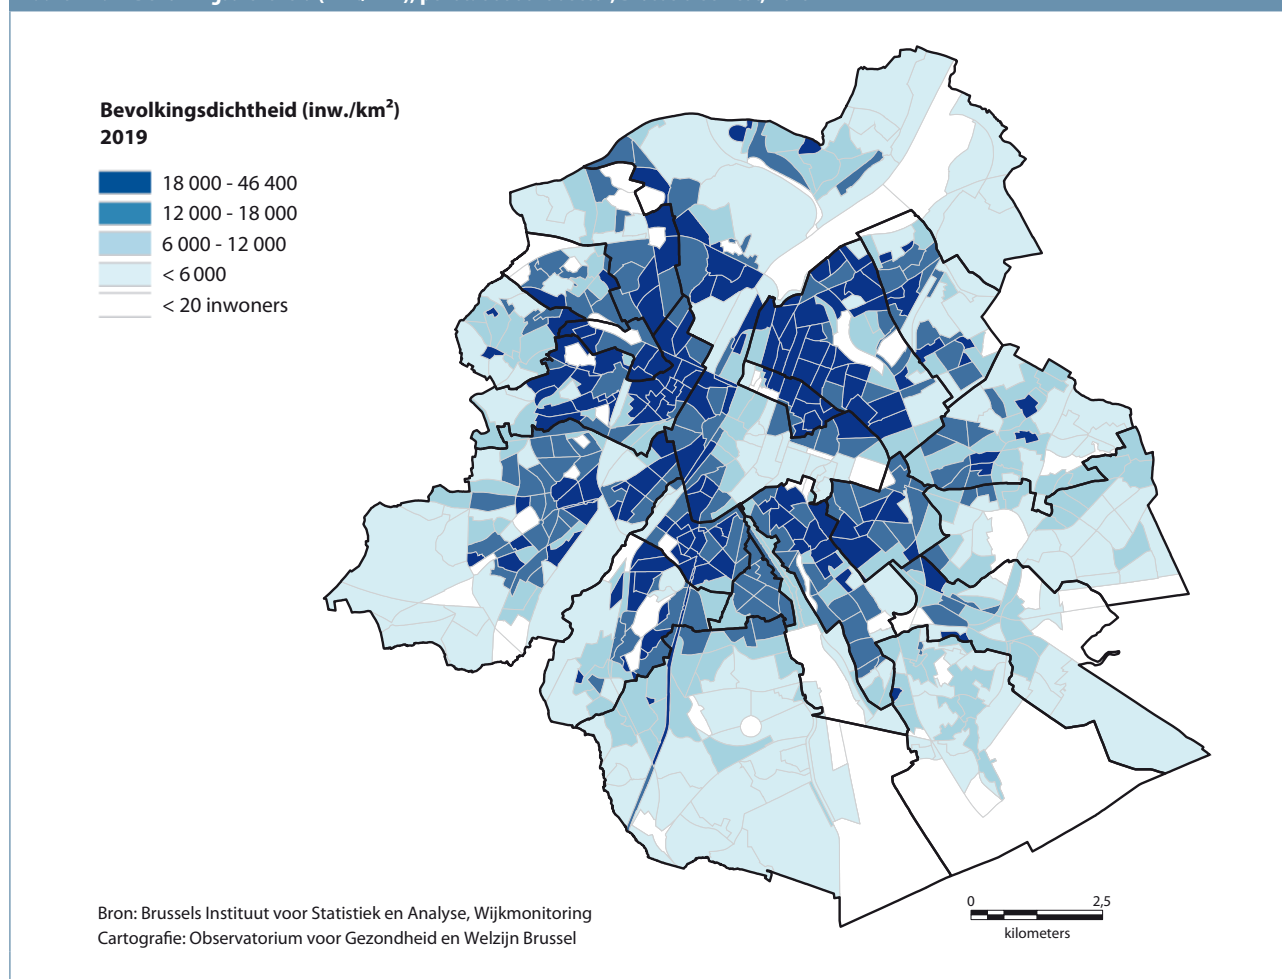 Bevolkingsdichtheid (inw./km²)
2019
18 000 - 46 400
12 000 - 18 000
6 000 - 12 000
< 6 000
< 20 inwoners
Bron: Brussels Instituut voor Statistiek en Analyse, Wijkmonitoring
Cartografie: Observatorium voor Gezondheid en Welzijn Brussel
0 2,5
kilometers